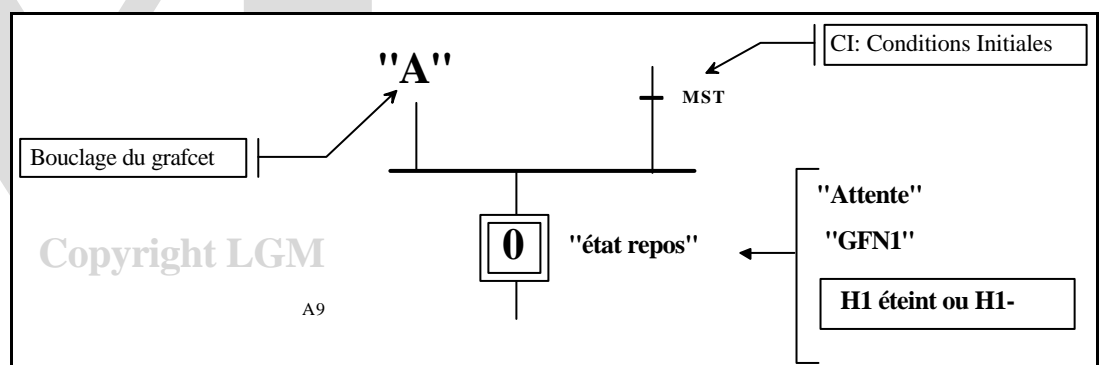 CI: Conditions Initiales
"A"
MST
Bouclage du grafcet
"Attente"
0
"état repos"
"GFN1"
Copyright LGM
H1 éteint ou H1-
A9